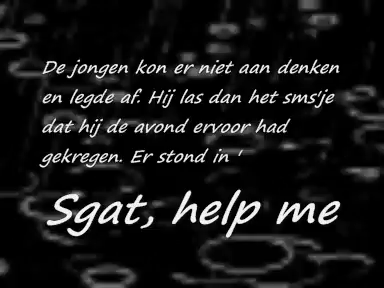 De jongen kon er niet aan denken
en legde af. Hij las dan het sms'je
dat hij de avond ervoor had
gekregen. Er stond in '
Sgat, help me